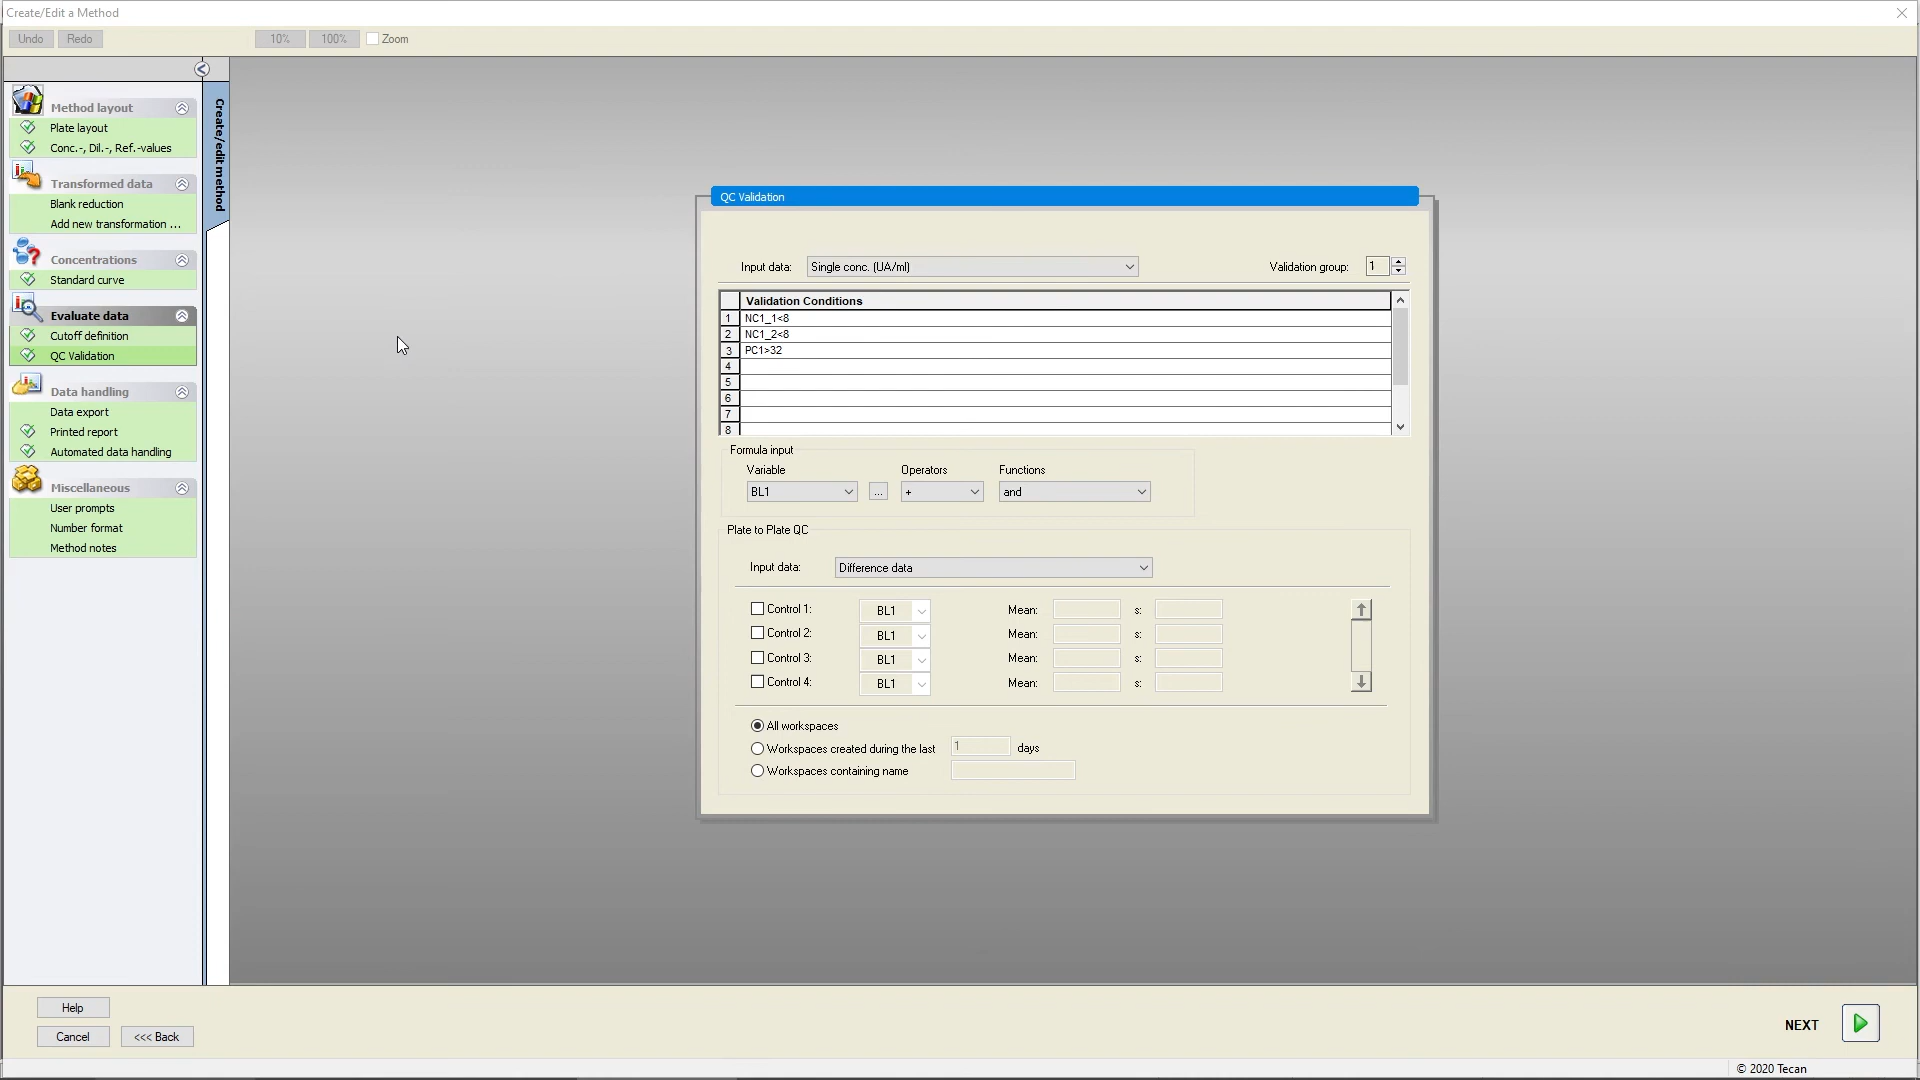 Create/Edit a Method
Undo
Redo
10%
100%
Zoom
Create/edit method
Method layout
Plate layout
Conc.-, Dil.-, Ref.-values
Transformed data
Blank reduction
Add new transformation ...
Concentrations
Standard curve
Evaluate data
Cutoff definition
QC Validation
Data handling
Data export
Printed report
Automated data handling
Miscellaneous
User prompts
Number format
Method notes
QC Validation
Input data: Single conc. (UA/ml)
Validation group: 1
Validation Conditions
1 NC1_1<8
2 NC1_2<8
3 PC1>32
4
5
6
7
8
Formula input
Variable Operators Functions
BL1 ... + and
Plate to Plate QC
Input data: Difference data
Control 1: BL1 Mean: s:
Control 2: BL1 Mean: s:
Control 3: BL1 Mean: s:
Control 4: BL1 Mean: s:
All workspaces
Workspaces created during the last 1 days
Workspaces containing name
Help
Cancel
<<< Back
NEXT
© 2020 Tecan